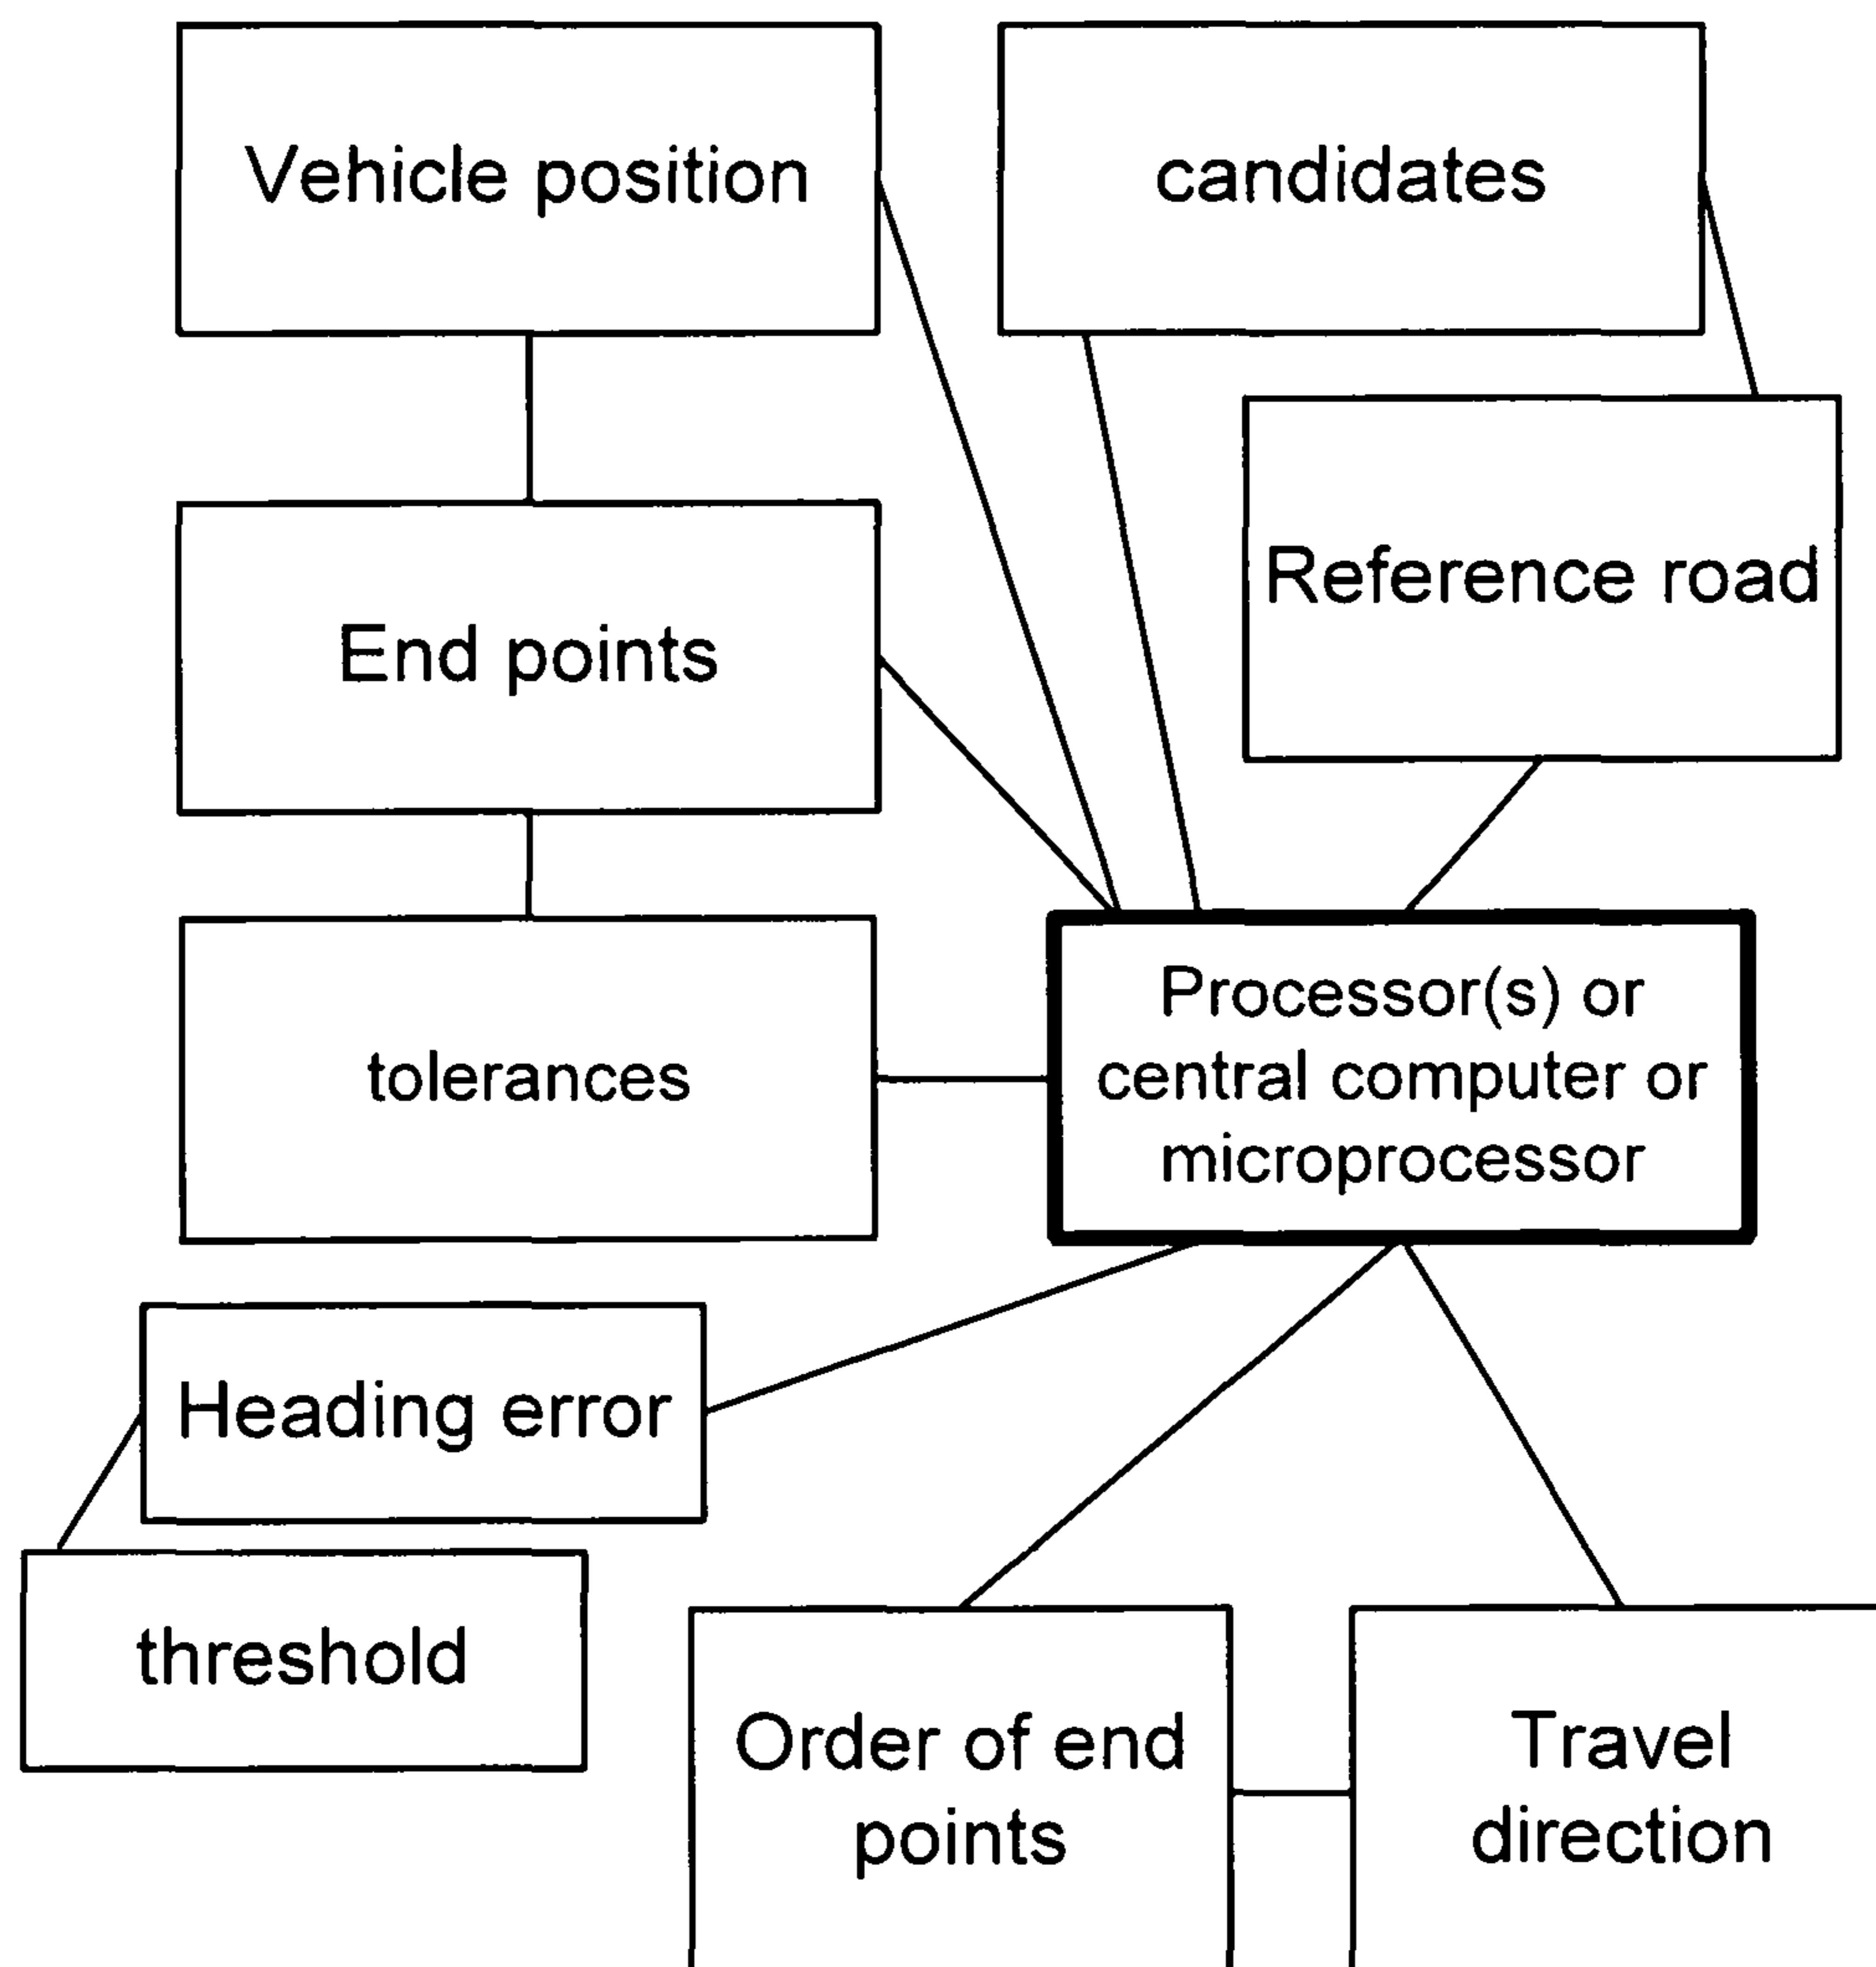 Vehicle position
candidates
Reference road
End points
Processor(s) or
central computer or
microprocessor
tolerances
Heading error
threshold
Order of end
points
Travel
direction